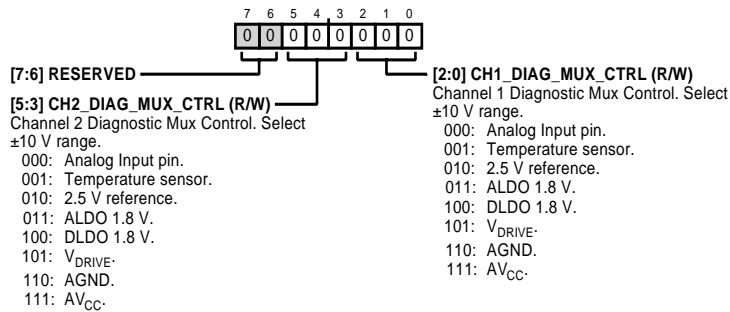 7 6 5 4 3 2 1 0
0 0 0 0 0 0 0 0
[7:6] RESERVED
[5:3] CH2_DIAG_MUX_CTRL (R/W)
Channel 2 Diagnostic Mux Control. Select
±10 V range.
000: Analog Input pin.
001: Temperature sensor.
010: 2.5 V reference.
011: ALDO 1.8 V.
100: DLDO 1.8 V.
101: VDRIVE.
110: AGND.
111: AVCC.
[2:0] CH1_DIAG_MUX_CTRL (R/W)
Channel 1 Diagnostic Mux Control. Select
±10 V range.
000: Analog Input pin.
001: Temperature sensor.
010: 2.5 V reference.
011: ALDO 1.8 V.
100: DLDO 1.8 V.
101: VDRIVE.
110: AGND.
111: AVCC.